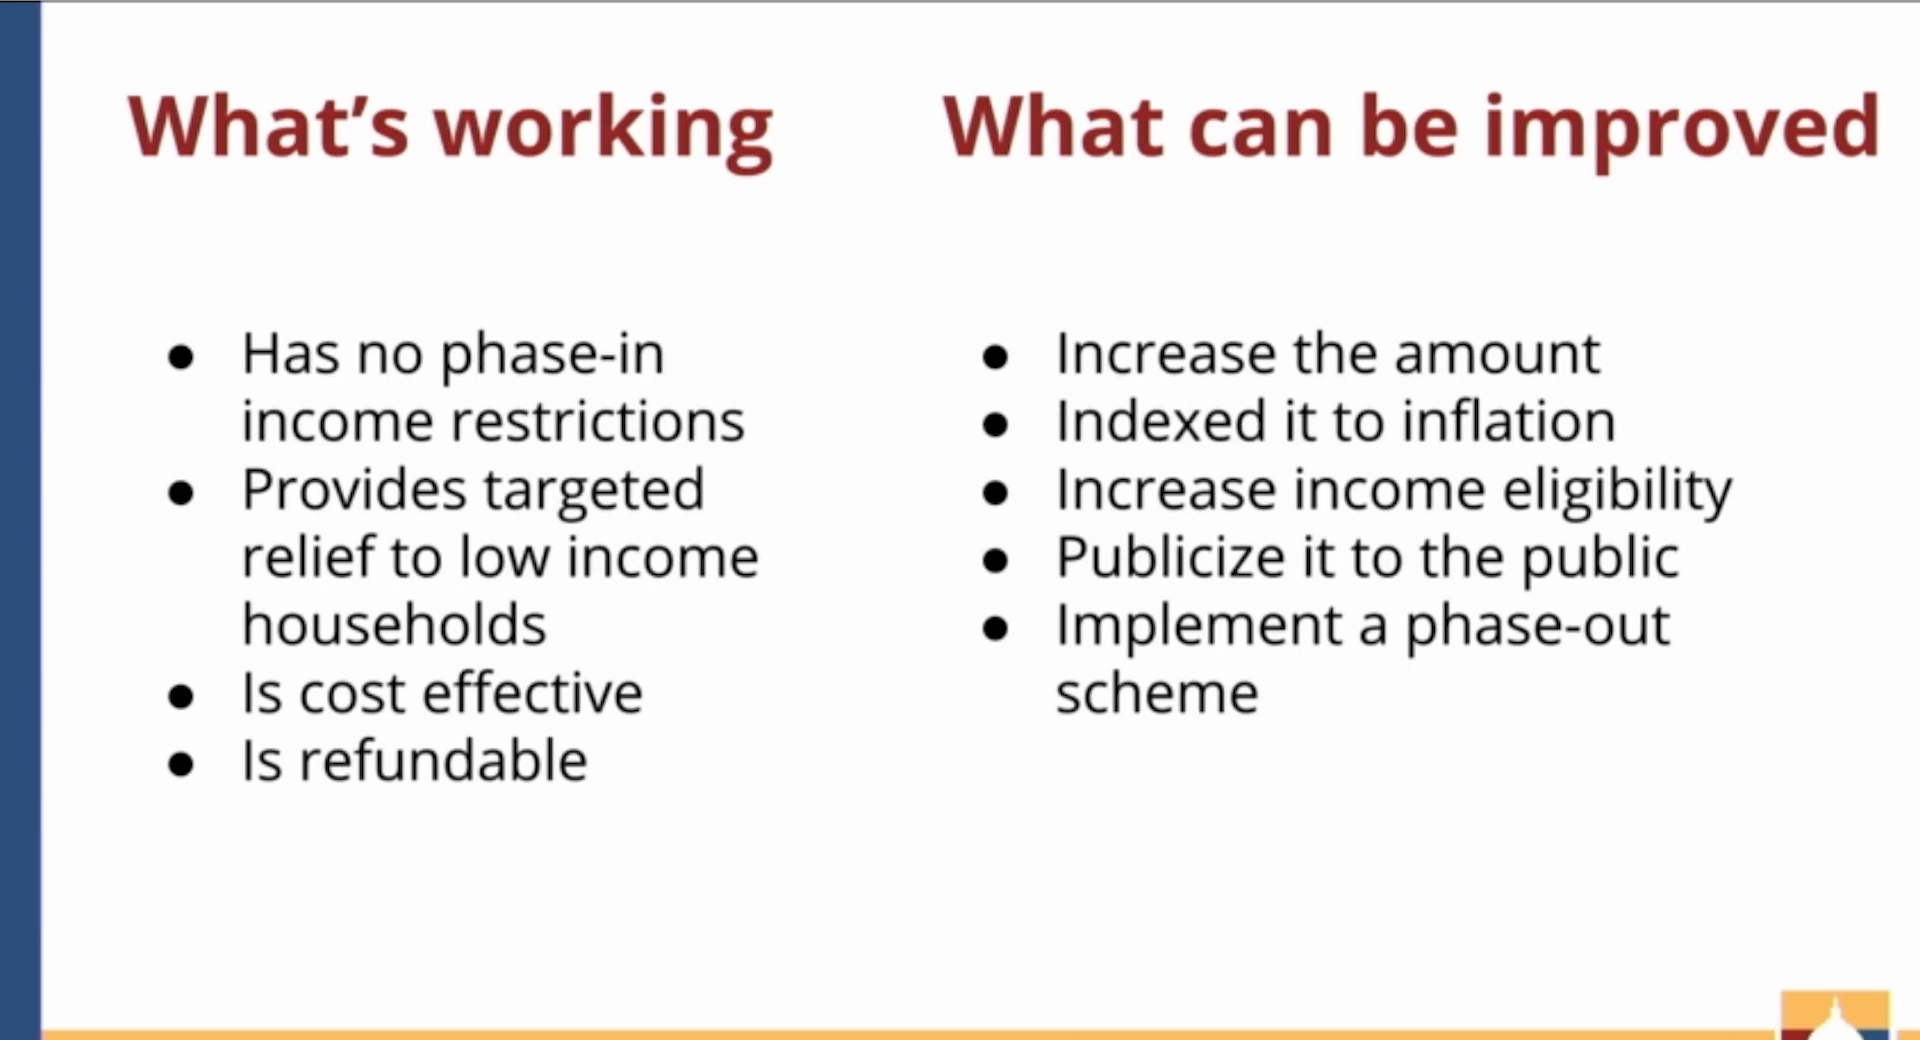 What's working
● Has no phase-in
income restrictions
● Provides targeted
relief to low income
households
● Is cost effective
● Is refundable
What can be improved
● Increase the amount
● Indexed it to inflation
● Increase income eligibility
● Publicize it to the public
● Implement a phase-out
scheme